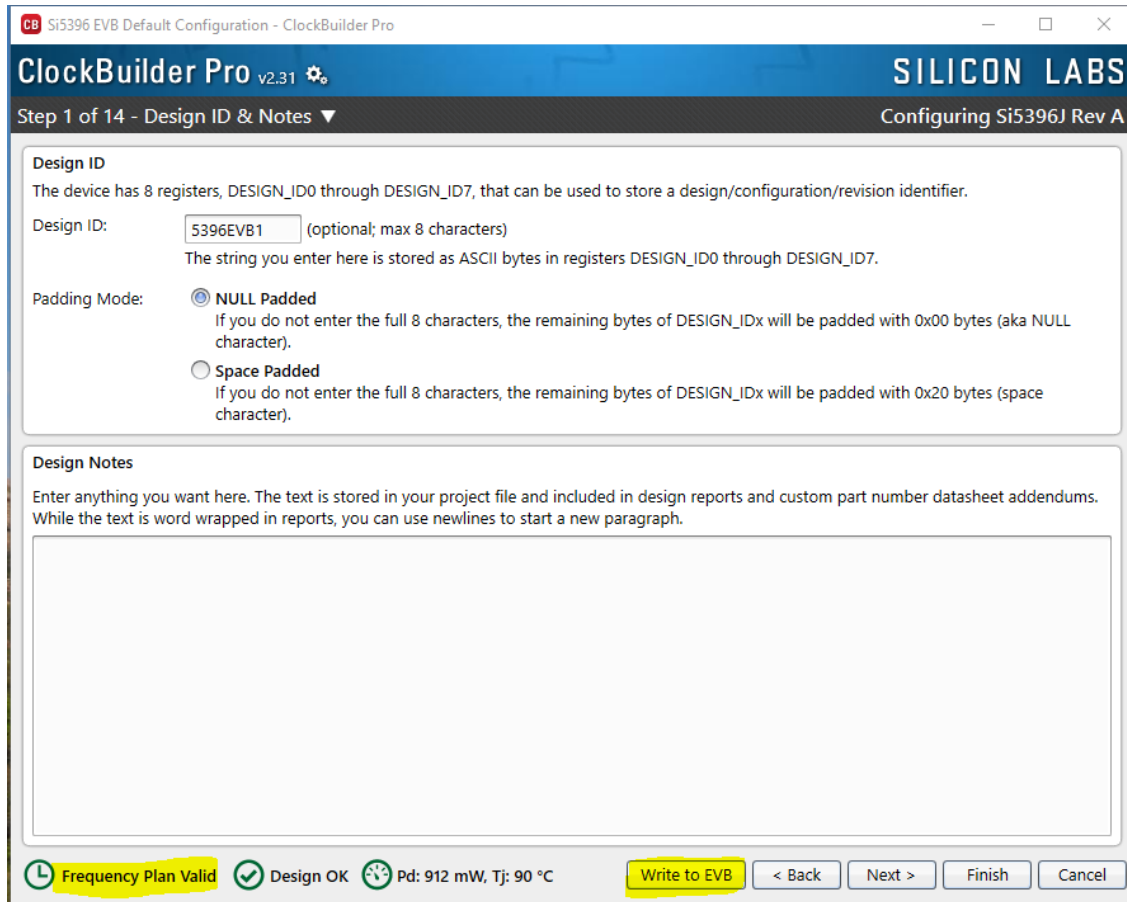 CB Si5396 EVB Default Configuration - ClockBuilder Pro
ClockBuilder Pro v2.31
SILICON LABS
Step 1 of 14 - Design ID & Notes ▼
Configuring Si5396J Rev A
Design ID
The device has 8 registers, DESIGN_ID0 through DESIGN_ID7, that can be used to store a design/configuration/revision identifier.
Design ID: 5396EVB1 (optional; max 8 characters)
The string you enter here is stored as ASCII bytes in registers DESIGN_ID0 through DESIGN_ID7.
Padding Mode: NULL Padded
If you do not enter the full 8 characters, the remaining bytes of DESIGN_IDx will be padded with 0x00 bytes (aka NULL
character).
Space Padded
If you do not enter the full 8 characters, the remaining bytes of DESIGN_IDx will be padded with 0x20 bytes (space
character).
Design Notes
Enter anything you want here. The text is stored in your project file and included in design reports and custom part number datasheet addendums.
While the text is word wrapped in reports, you can use newlines to start a new paragraph.
Frequency Plan Valid Design OK Pd: 912 mW, Tj: 90 °C Write to EVB < Back Next > Finish Cancel